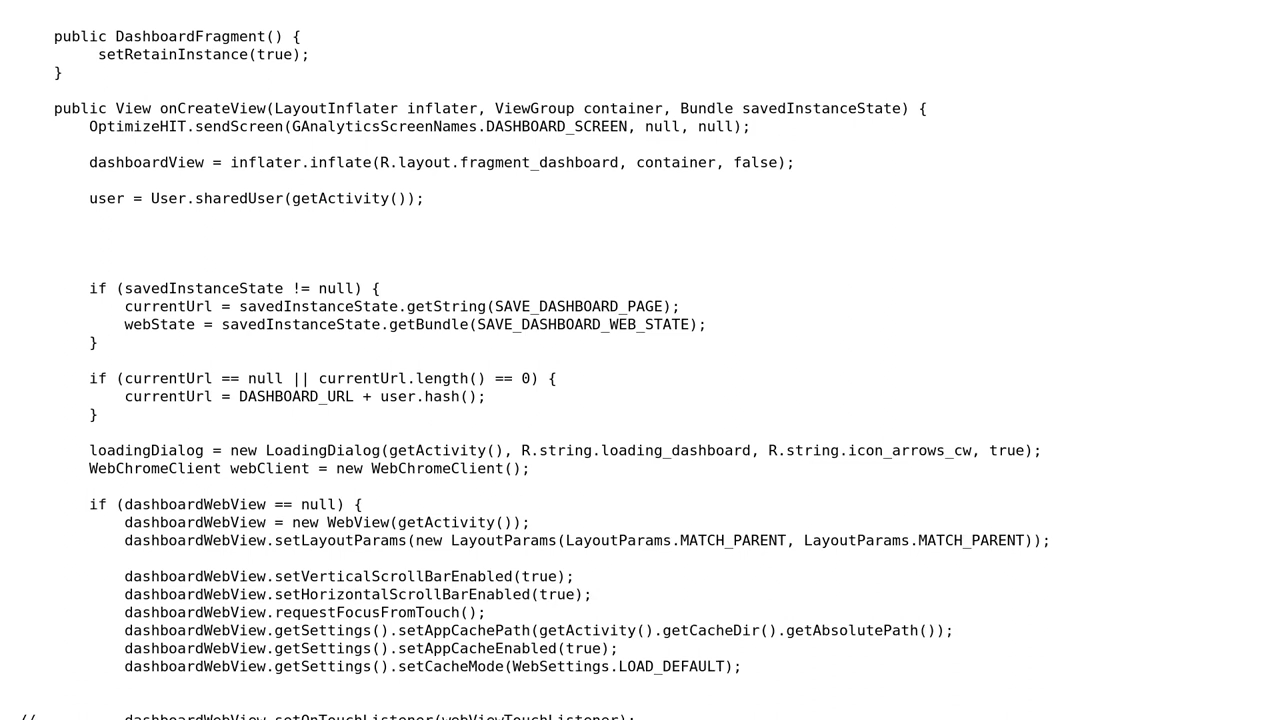 public DashboardFragment() {
setRetainInstance(true);
}
public View onCreateView(LayoutInflater inflater, ViewGroup container, Bundle savedInstanceState) {
OptimizeHIT.sendScreen(GAnalyticsScreenNames.DASHBOARD_SCREEN, null, null);
dashboardView = inflater.inflate(R.layout.fragment_dashboard, container, false);
user = User.sharedUser(getActivity());
if (savedInstanceState != null) {
currentUrl = savedInstanceState.getString(SAVE_DASHBOARD_PAGE);
webState = savedInstanceState.getBundle(SAVE_DASHBOARD_WEB_STATE);
}
if (currentUrl == null || currentUrl.length() == 0) {
currentUrl = DASHBOARD_URL + user.hash();
}
loadingDialog = new LoadingDialog(getActivity(), R.string.loading_dashboard, R.string.icon_arrows_cw, true);
WebChromeClient webClient = new WebChromeClient();
if (dashboardWebView == null) {
dashboardWebView = new WebView(getActivity());
dashboardWebView.setLayoutParams(new LayoutParams(LayoutParams.MATCH_PARENT, LayoutParams.MATCH_PARENT));
dashboardWebView.setVerticalScrollBarEnabled(true);
dashboardWebView.setHorizontalScrollBarEnabled(true);
dashboardWebView.requestFocusFromTouch();
dashboardWebView.getSettings().setAppCachePath(getActivity().getCacheDir().getAbsolutePath());
dashboardWebView.getSettings().setAppCacheEnabled(true);
dashboardWebView.getSettings().setCacheMode(WebSettings.LOAD_DEFAULT);
// dashboardWebView.setOnTouchListener(webViewTouchListener);